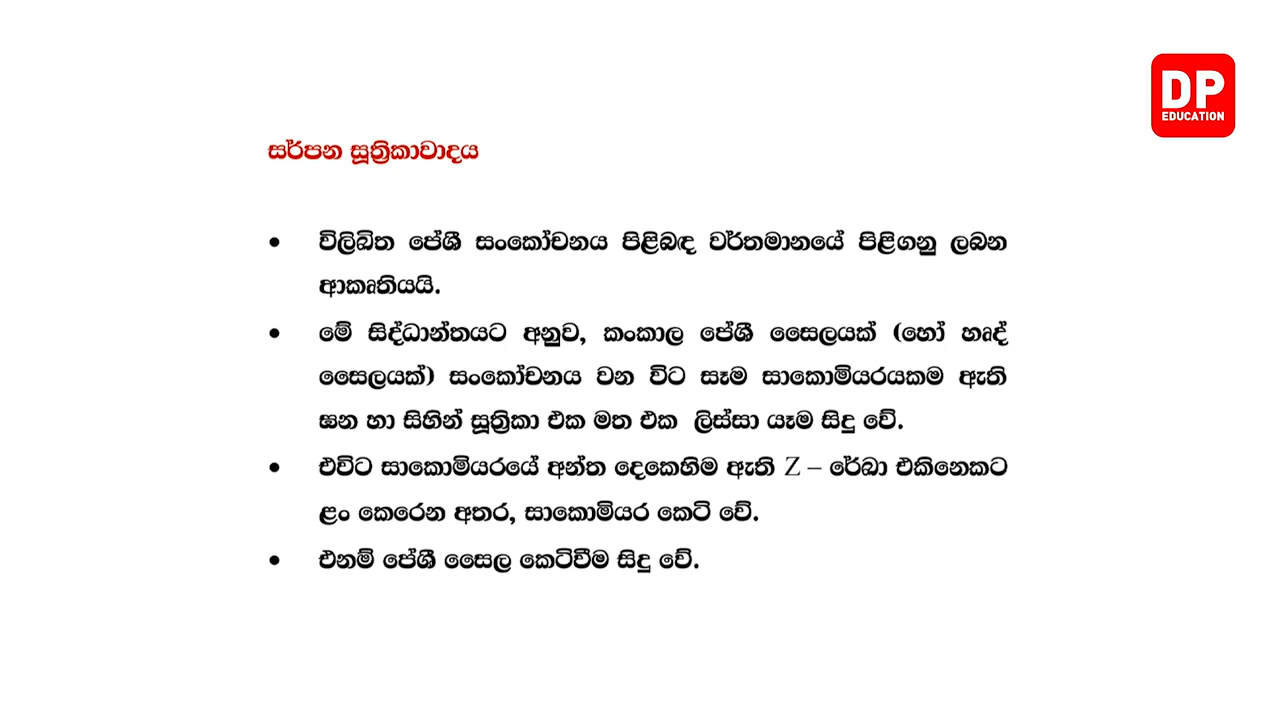 DP
EDUCATION
සර්පන සූත්‍රිකාවාදය
• විලිඛිත පේශී සංකෝචනය පිළිබඳ වර්තමානයේ පිළිගනු ලබන
ආකෘතියයි.
• මේ සිද්ධාන්තයට අනුව, කංකාල පේශී සෛලයක් (හෝ හෘද්
සෛලයක්) සංකෝචනය වන විට සෑම සාකොමියරයකම ඇති
ඝන හා සිහින් සූත්‍රිකා එක මත එක ලිස්සා යෑම සිදු වේ.
• එවිට සාකොමියරයේ අන්ත දෙකෙහිම ඇති Z – රේඛා එකිනෙකට
ළං කෙරෙන අතර, සාකොමියර කෙටි වේ.
• එනම් පේශී සෛල කෙටිවීම සිදු වේ.